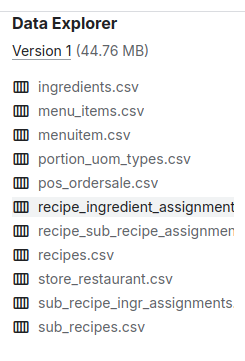 Data Explorer
Version 1 (44.76 MB)
ingredients.csv
menu_items.csv
menuitem.csv
portion_uom_types.csv
pos_ordersale.csv
recipe_ingredient_assignment
recipe_sub_recipe_assignmen
recipes.csv
store_restaurant.csv
sub_recipe_ingr_assignments
sub_recipes.csv